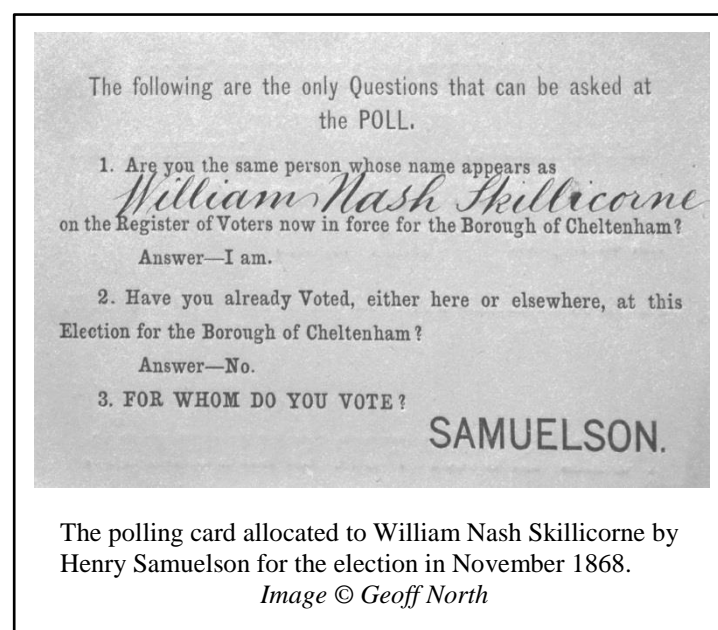 The following are the only Questions that can be asked at
the POLL.
1. Are you the same person whose name appears as
William Nash Skillicorne
on the Register of Voters now in force for the Borough of Cheltenham?
Answer—I am.
2. Have you already Voted, either here or elsewhere, at this
Election for the Borough of Cheltenham?
Answer—No.
3. FOR WHOM DO YOU VOTE?
SAMUELSON.
The polling card allocated to William Nash Skillicorne by
Henry Samuelson for the election in November 1868.
Image © Geoff North